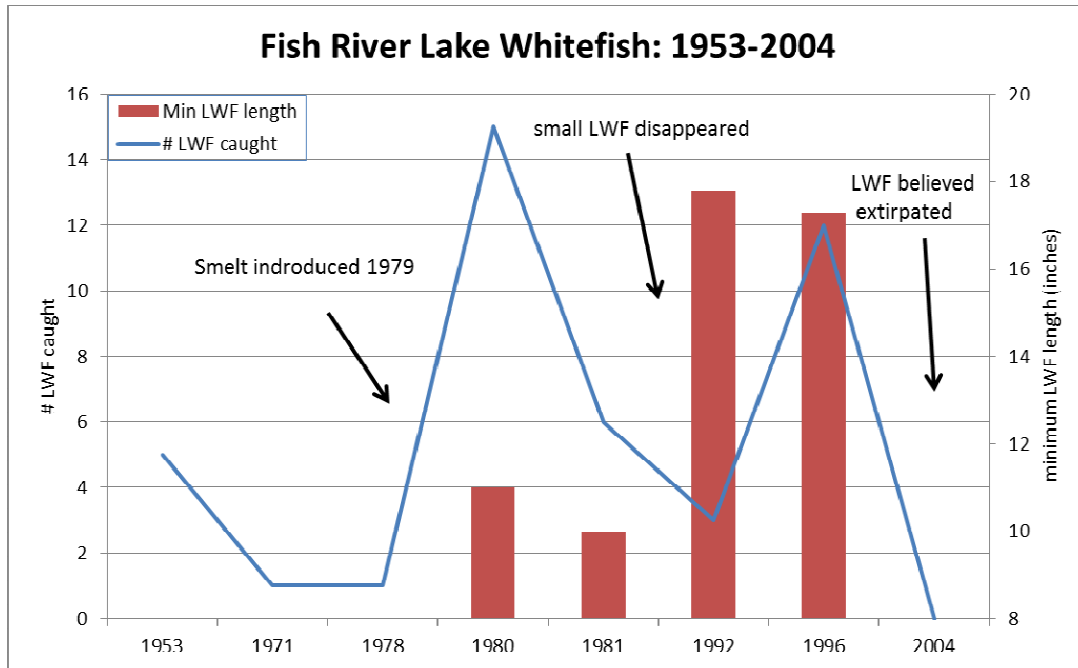 Fish River Lake Whitefish: 1953-2004
16
14
12
10
8
6
4
2
0
# LWF caught
Min LWF length
# LWF caught
Smelt indroduced 1979
small LWF disappeared
LWF believed
extirpated
20
18
16
14
12
10
8
minimum LWF length (inches)
1953
1971
1978
1980
1981
1992
1996
2004